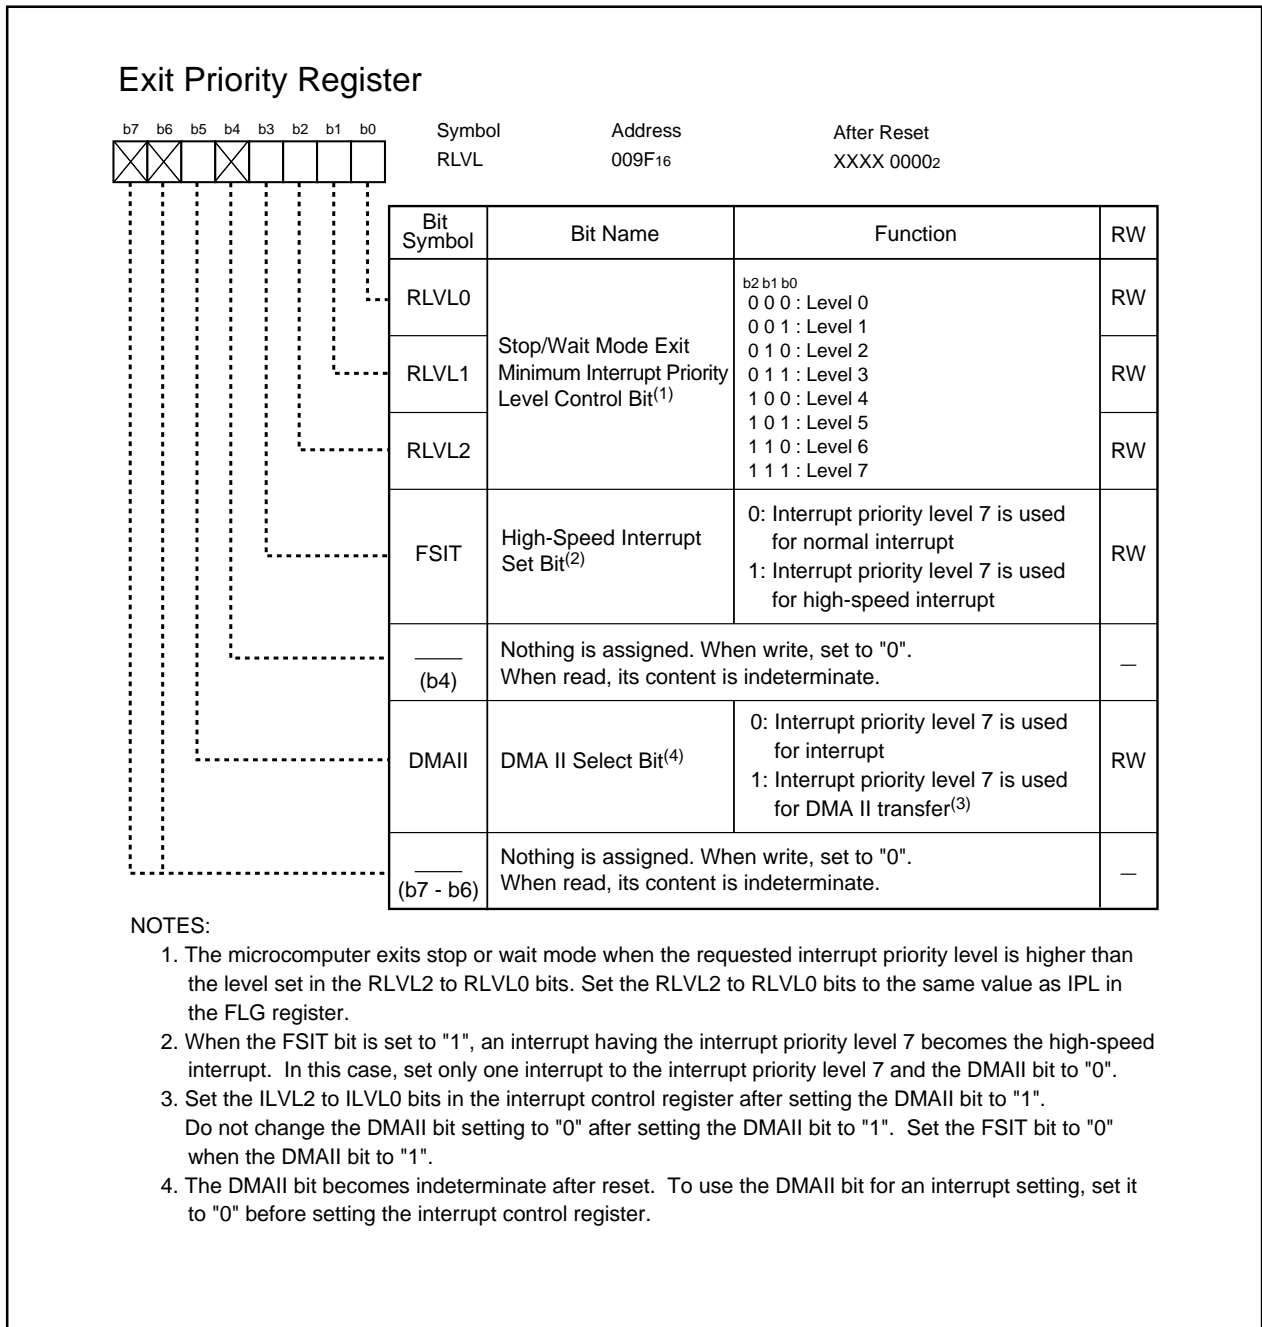 Exit Priority Register
b7 b6 b5 b4 b3 b2 b1 b0
Symbol Address After Reset
RLVL 009F16 XXXX 00002
Bit Symbol Bit Name Function RW
RLVL0 RW
RLVL1 RW
RLVL2 RW
Stop/Wait Mode Exit
Minimum Interrupt Priority
Level Control Bit(1)
b2 b1 b0
0 0 0 : Level 0
0 0 1 : Level 1
0 1 0 : Level 2
0 1 1 : Level 3
1 0 0 : Level 4
1 0 1 : Level 5
1 1 0 : Level 6
1 1 1 : Level 7
FSIT
High-Speed Interrupt
Set Bit(2)
0: Interrupt priority level 7 is used
for normal interrupt
1: Interrupt priority level 7 is used
for high-speed interrupt
RW
(b4)
Nothing is assigned. When write, set to "0".
When read, its content is indeterminate.
DMAII
DMA II Select Bit(4)
0: Interrupt priority level 7 is used
for interrupt
1: Interrupt priority level 7 is used
for DMA II transfer(3)
RW
(b7 - b6)
Nothing is assigned. When write, set to "0".
When read, its content is indeterminate.
NOTES:
1. The microcomputer exits stop or wait mode when the requested interrupt priority level is higher than
the level set in the RLVL2 to RLVL0 bits. Set the RLVL2 to RLVL0 bits to the same value as IPL in
the FLG register.
2. When the FSIT bit is set to "1", an interrupt having the interrupt priority level 7 becomes the high-speed
interrupt. In this case, set only one interrupt to the interrupt priority level 7 and the DMAII bit to "0".
3. Set the ILVL2 to ILVL0 bits in the interrupt control register after setting the DMAII bit to "1".
Do not change the DMAII bit setting to "0" after setting the DMAII bit to "1". Set the FSIT bit to "0"
when the DMAII bit to "1".
4. The DMAII bit becomes indeterminate after reset. To use the DMAII bit for an interrupt setting, set it
to "0" before setting the interrupt control register.